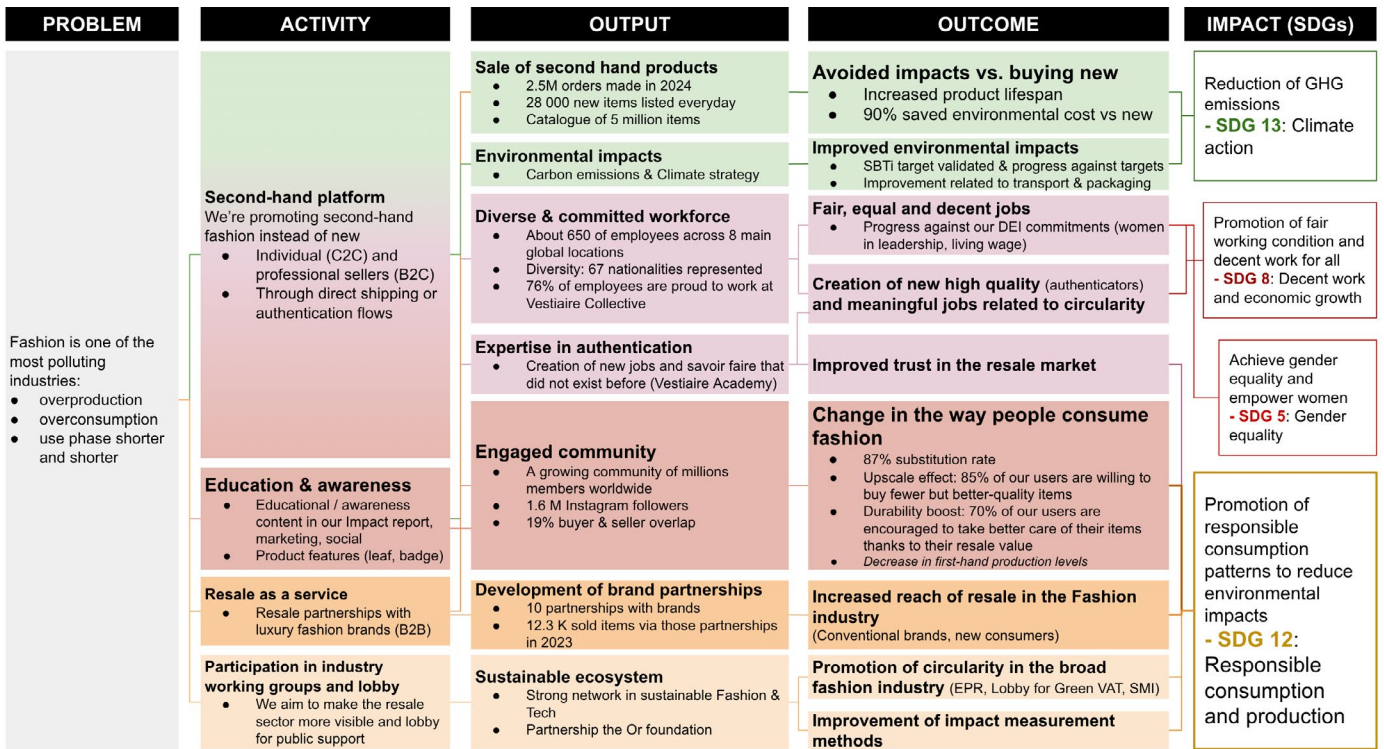 PROBLEM
ACTIVITY
OUTPUT
OUTCOME
IMPACT (SDGs)
Fashion is one of the
most polluting
industries:
● overproduction
● overconsumption
● use phase shorter
and shorter
Second-hand platform
We're promoting second-hand
fashion instead of new
● Individual (C2C) and
professional sellers (B2C)
● Through direct shipping or
authentication flows
Education & awareness
● Educational / awareness
content in our Impact report,
marketing, social
● Product features (leaf, badge)
Resale as a service
● Resale partnerships with
luxury fashion brands (B2B)
Participation in industry
working groups and lobby
● We aim to make the resale
sector more visible and lobby
for public support
Sale of second hand products
● 2.5M orders made in 2024
● 28 000 new items listed everyday
● Catalogue of 5 million items
Environmental impacts
● Carbon emissions & Climate strategy
Diverse & committed workforce
● About 650 of employees across 8 main
global locations
● Diversity: 67 nationalities represented
● 76% of employees are proud to work at
Vestiaire Collective
Expertise in authentication
● Creation of new jobs and savoir faire that
did not exist before (Vestiaire Academy)
Engaged community
● A growing community of millions
members worldwide
● 1.6 M Instagram followers
● 19% buyer & seller overlap
Development of brand partnerships
● 10 partnerships with brands
● 12.3 K sold items via those partnerships
in 2023
Sustainable ecosystem
● Strong network in sustainable Fashion &
Tech
● Partnership the Or foundation
Avoided impacts vs. buying new
● Increased product lifespan
● 90% saved environmental cost vs new
Improved environmental impacts
● SBTi target validated & progress against targets
● Improvement related to transport & packaging
Fair, equal and decent jobs
● Progress against our DEI commitments (women
in leadership, living wage)
Creation of new high quality (authenticators)
and meaningful jobs related to circularity
Improved trust in the resale market
Change in the way people consume
fashion
● 87% substitution rate
● Upscale effect: 85% of our users are willing to
buy fewer but better-quality items
● Durability boost: 70% of our users are
encouraged to take better care of their items
thanks to their resale value
● Decrease in first-hand production levels
Increased reach of resale in the Fashion
industry
(Conventional brands, new consumers)
Promotion of circularity in the broad
fashion industry (EPR, Lobby for Green VAT, SMI)
Improvement of impact measurement
methods
Reduction of GHG
emissions
- SDG 13: Climate
action
Promotion of fair
working condition and
decent work for all
- SDG 8: Decent work
and economic growth
Achieve gender
equality and
empower women
- SDG 5: Gender
equality
Promotion of
responsible
consumption
patterns to reduce
environmental
impacts
- SDG 12:
Responsible
consumption
and production